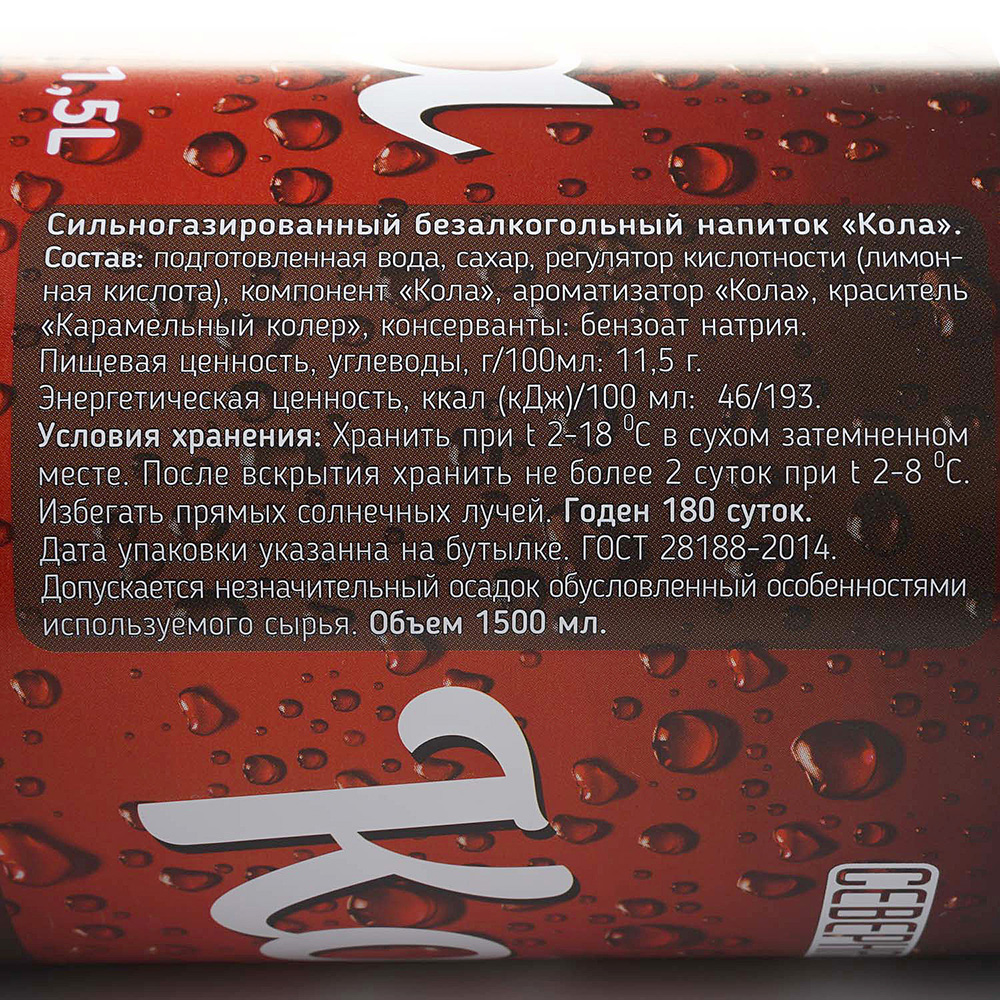 1,5L
Сильногазированный безалкогольный напиток «Кола».
Состав: подготовленная вода, сахар, регулятор кислотности (лимон-
ная кислота), компонент «Кола», ароматизатор «Кола», краситель
«Карамельный колер», консерванты: бензоат натрия.
Пищевая ценность, углеводы, г/100мл: 11,5 г.
Энергетическая ценность, ккал (кДж)/100 мл: 46/193.
Условия хранения: Хранить при t 2-18 ⁰С в сухом затемненном
месте. После вскрытия хранить не более 2 суток при t 2-8 ⁰С.
Избегать прямых солнечных лучей. Годен 180 суток.
Дата упаковки указанна на бутылке. ГОСТ 28188-2014.
Допускается незначительный осадок обусловленный особенностями
используемого сырья. Объем 1500 мл.